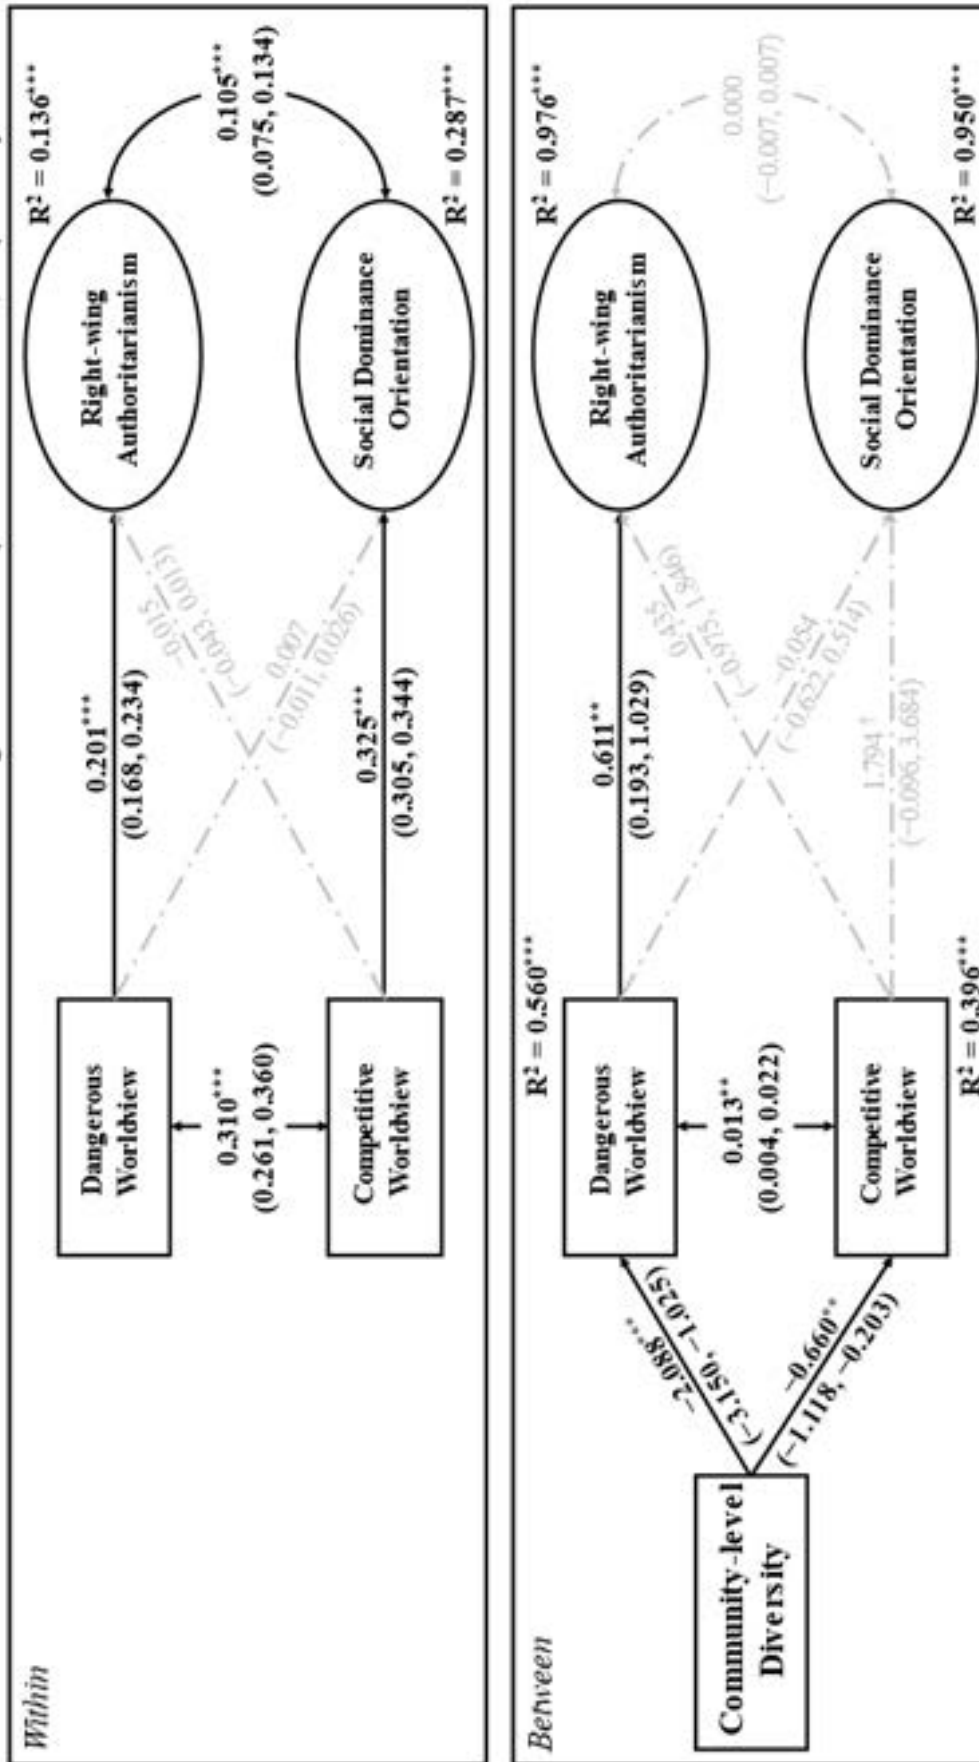 Within
Dangerous
Worldview
0.310***
(0.261, 0.360)
Competitive
Worldview
0.201***
(0.168, 0.234)
−0.015
(−0.043, 0.013)
0.007
(−0.011, 0.026)
0.325***
(0.305, 0.344)
R² = 0.136***
Right-wing
Authoritarianism
0.105***
(0.075, 0.134)
Social Dominance
Orientation
R² = 0.287***
Between
Community-level
Diversity
−2.088***
(−3.150, −1.025)
−0.660**
(−1.118, −0.203)
R² = 0.560***
Dangerous
Worldview
0.013**
(0.004, 0.022)
Competitive
Worldview
R² = 0.396***
0.611**
(0.193, 1.029)
0.435
(−0.975, 1.846)
−0.054
(−0.622, 0.514)
1.794†
(−0.096, 3.684)
R² = 0.976***
Right-wing
Authoritarianism
0.000
(−0.007, 0.007)
Social Dominance
Orientation
R² = 0.950***